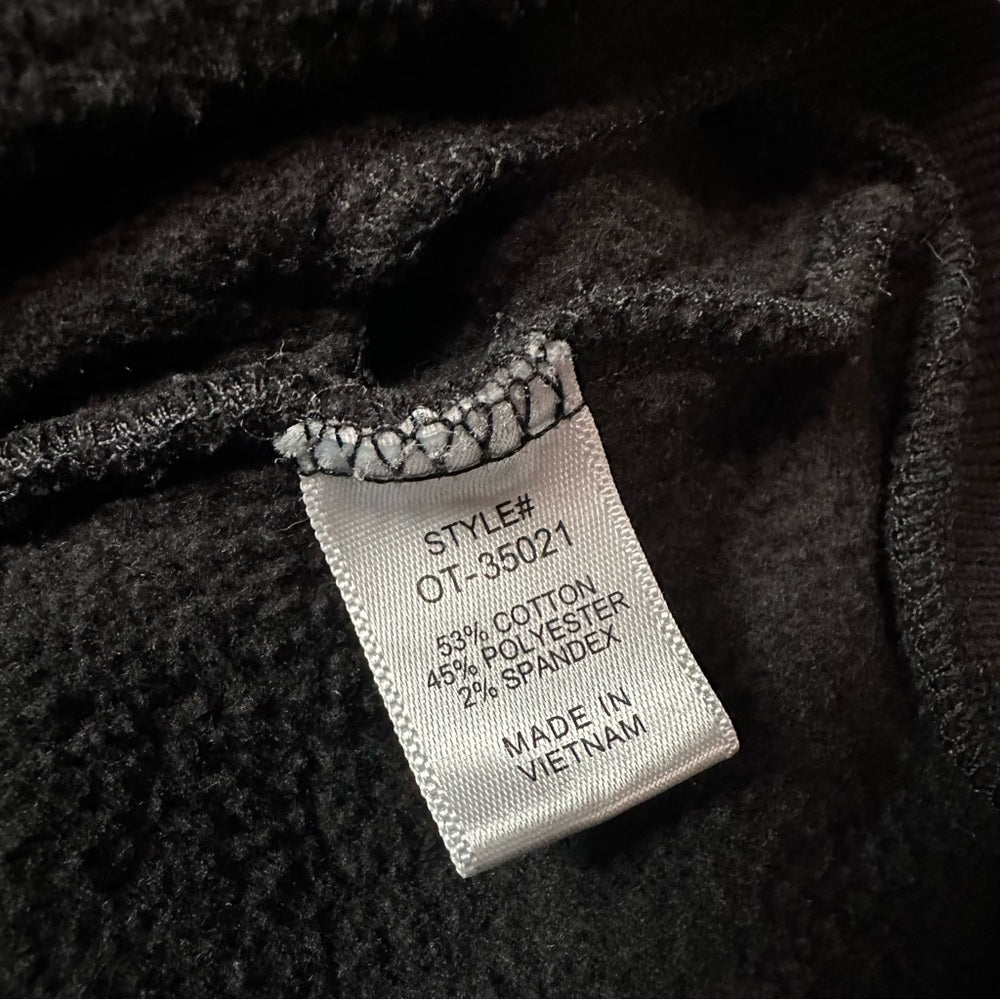 STYLE#
OT-35021
53% COTTON
45% POLYESTER
2% SPANDEX
MADE IN
VIETNAM